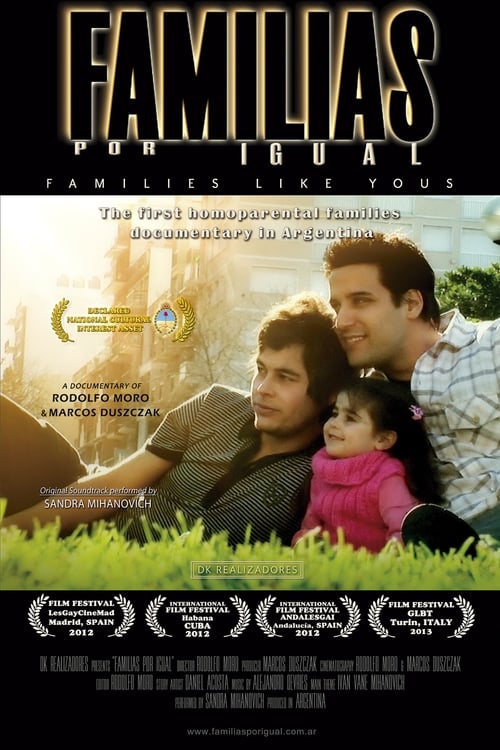 FAMILIAS
POR IGUAL
FAMILIES LIKE YOUS
The first homoparental families
documentary in Argentina
DECLARED
NATIONAL CULTURAL
INTEREST ASSET
A DOCUMENTARY OF
RODOLFO MORO
& MARCOS DUSZCZAK
Original Soundtrack performed by
SANDRA MIHANOVICH
DK REALIZADORES
FILM FESTIVAL
LesGayCineMad
Madrid, SPAIN
2012
INTERNATIONAL
FILM FESTIVAL
Habana
CUBA
2012
INTERNATIONAL
FILM FESTIVAL
ANDALESGAI
Andalucía, SPAIN
2012
FILM FESTIVAL
GLBT
Turin, ITALY
2013
DK REALIZADORES PRESENTS "FAMILIAS POR IGUAL" DIRECTOR RODOLFO MORO PRODUCER MARCOS DUSZCZAK CINEMATOGRAPHY RODOLFO MORO & MARCOS DUSZCZAK
EDITOR RODOLFO MORO STORY ARTIST DANIEL ACOSTA MUSIC BY ALEJANDRO DEVRIES MAIN THEME IVAN VANE MIHANOVICH
PERFORMED BY SANDRA MIHANOVICH PRODUCED IN ARGENTINA
www.familiasporigual.com.ar